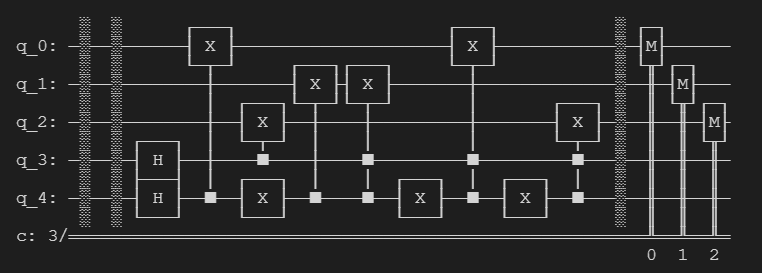 q_0: X X M
q_1: X X M
q_2: X X M
q_3: H
q_4: H X X X
c: 3/
0 1 2